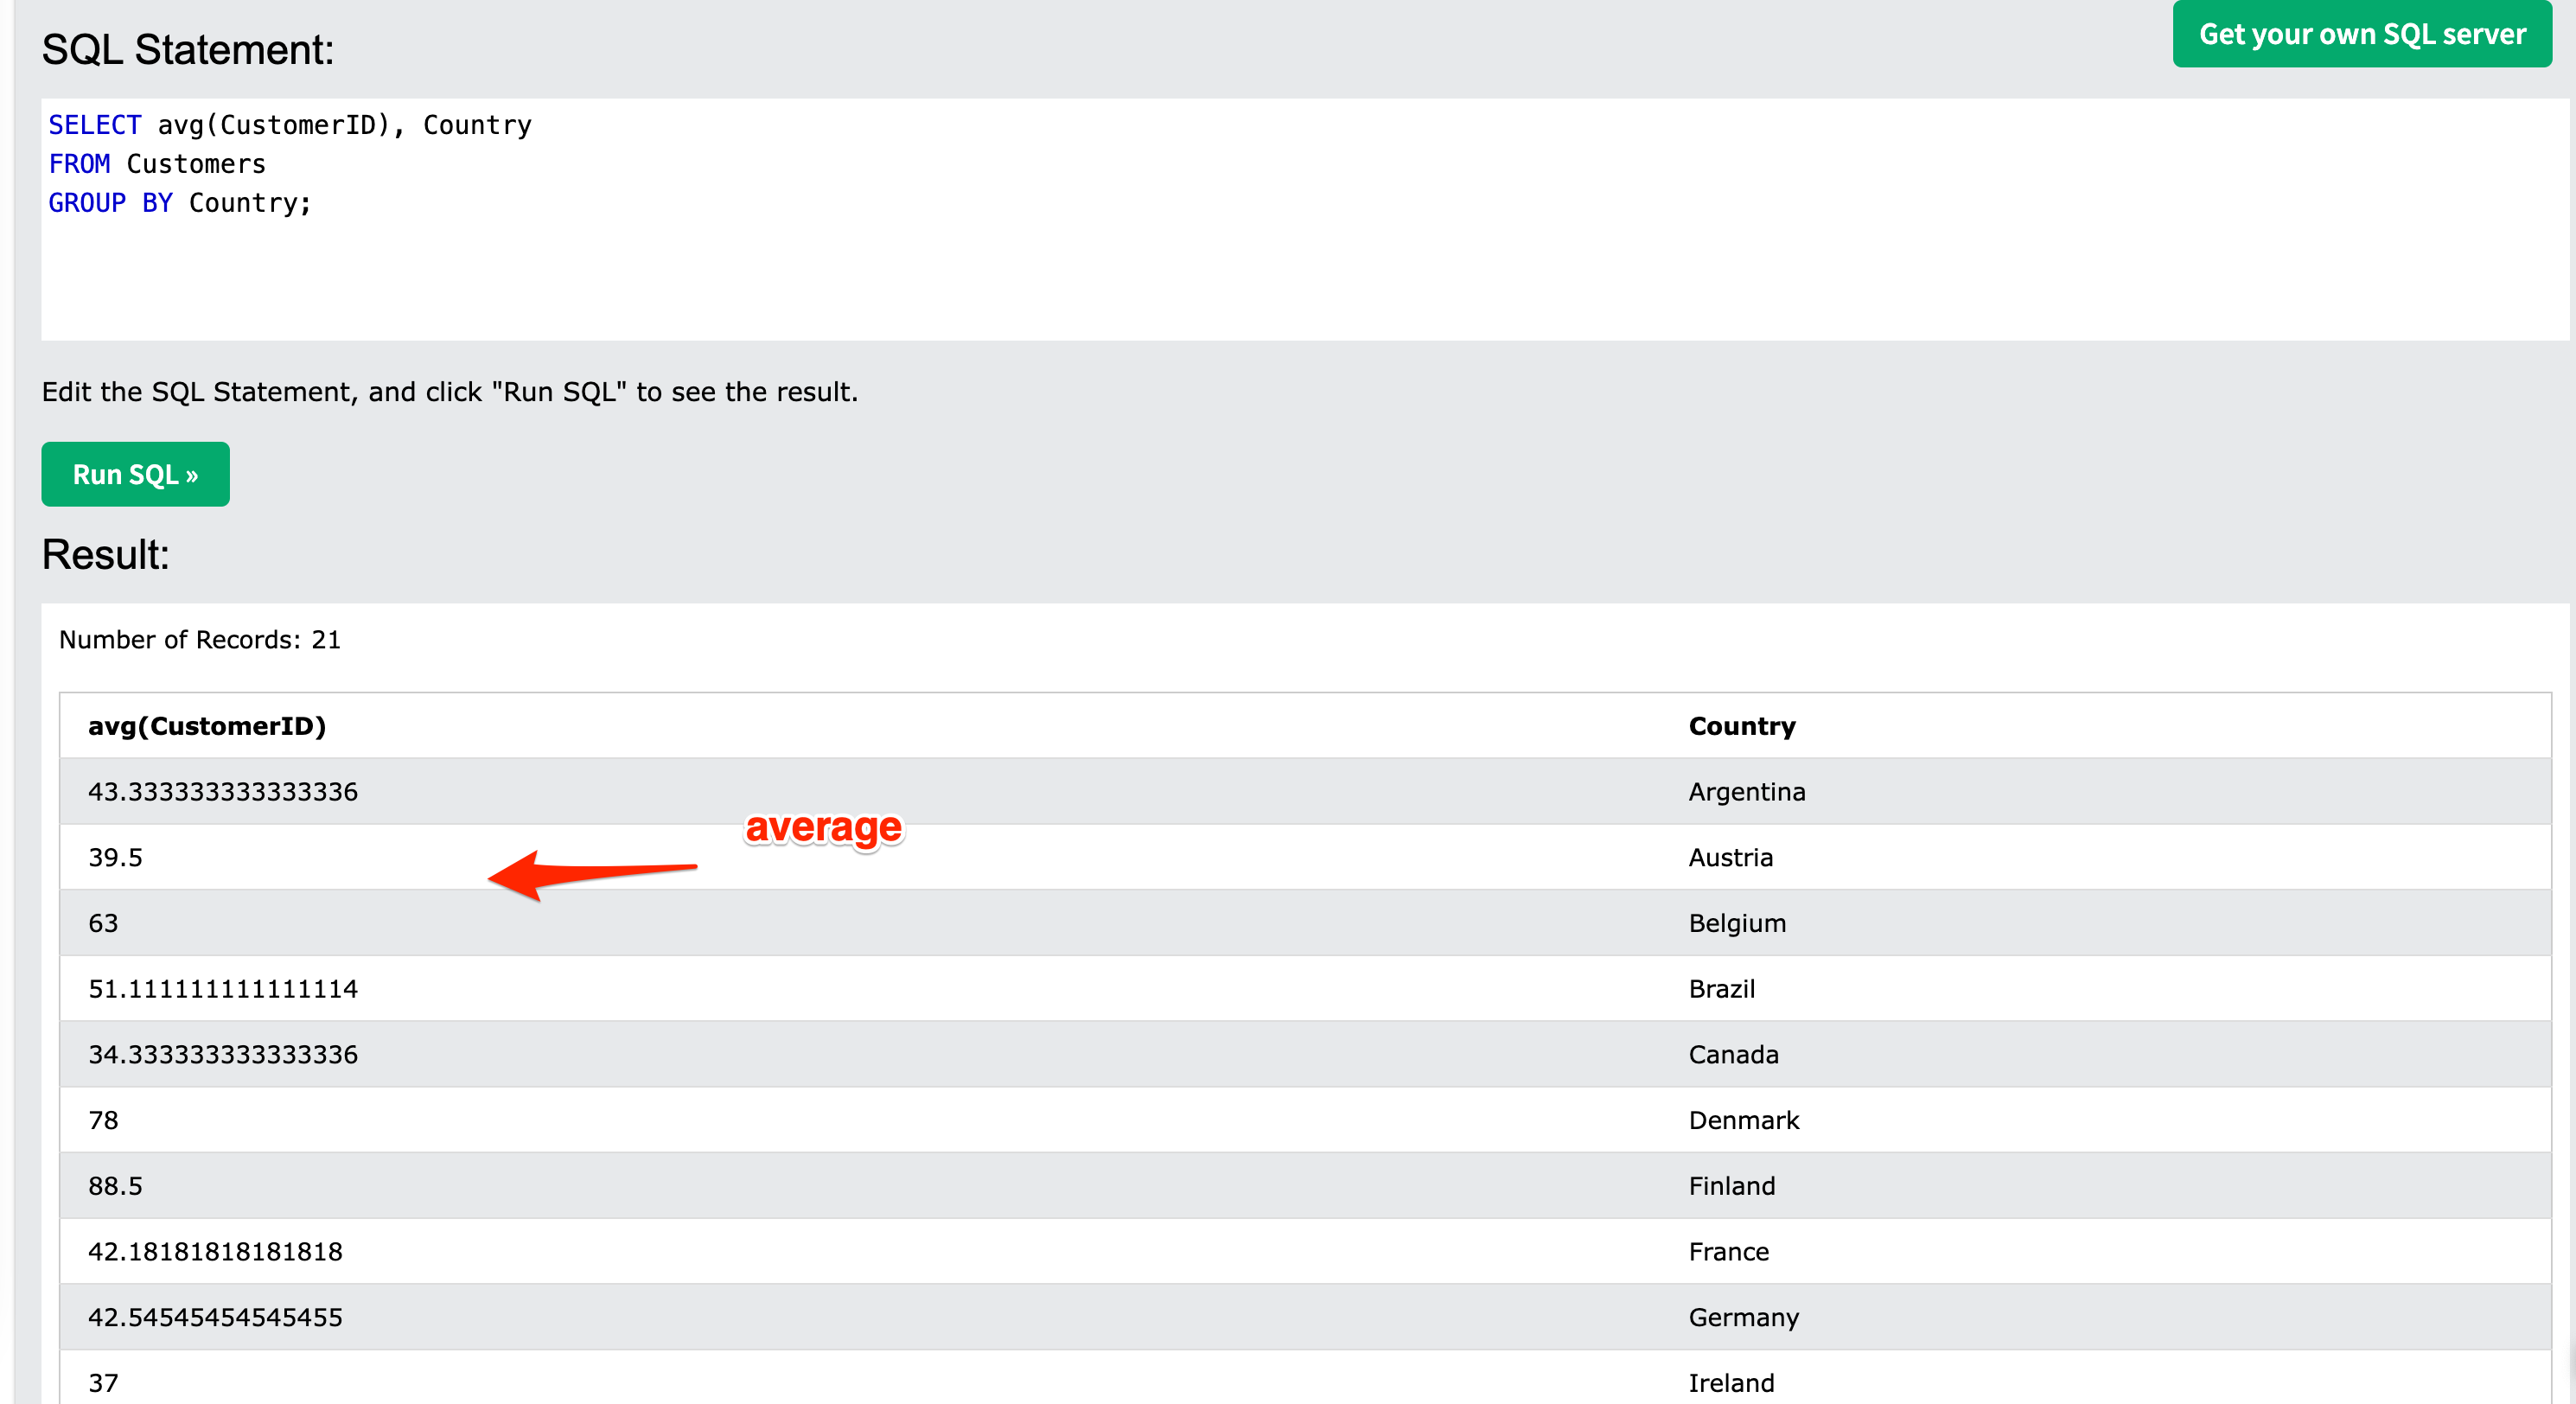 SQL Statement:
Get your own SQL server
SELECT avg(CustomerID), Country
FROM Customers
GROUP BY Country;
Edit the SQL Statement, and click "Run SQL" to see the result.
Run SQL »
Result:
Number of Records: 21
avg(CustomerID) Country
43.333333333333336 Argentina
average
39.5 Austria
63 Belgium
51.111111111111114 Brazil
34.333333333333336 Canada
78 Denmark
88.5 Finland
42.18181818181818 France
42.54545454545455 Germany
37 Ireland